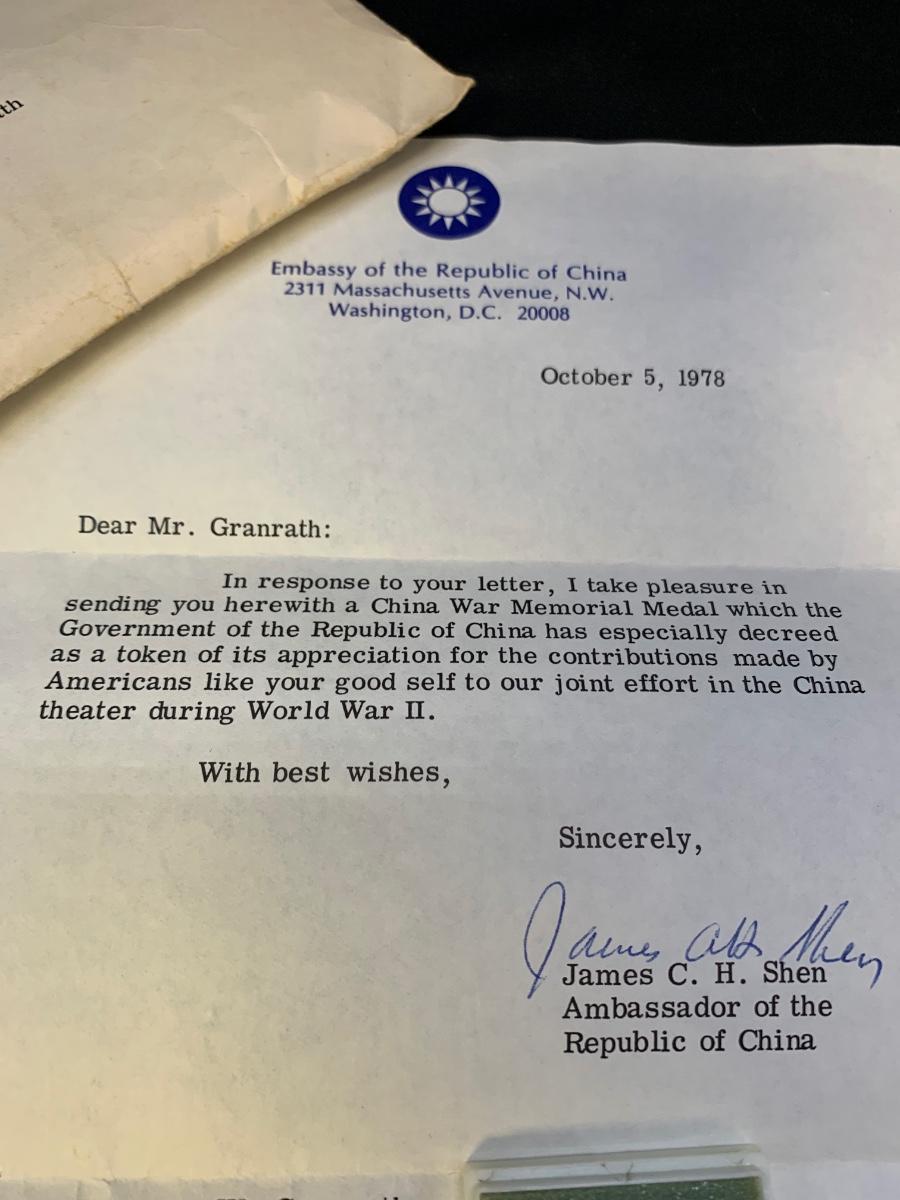 th
Embassy of the Republic of China
2311 Massachusetts Avenue, N.W.
Washington, D.C. 20008
October 5, 1978
Dear Mr. Granrath:
In response to your letter, I take pleasure in
sending you herewith a China War Memorial Medal which the
Government of the Republic of China has especially decreed
as a token of its appreciation for the contributions made by
Americans like your good self to our joint effort in the China
theater during World War II.
With best wishes,
Sincerely,
James C. H. Shen
James C. H. Shen
Ambassador of the
Republic of China